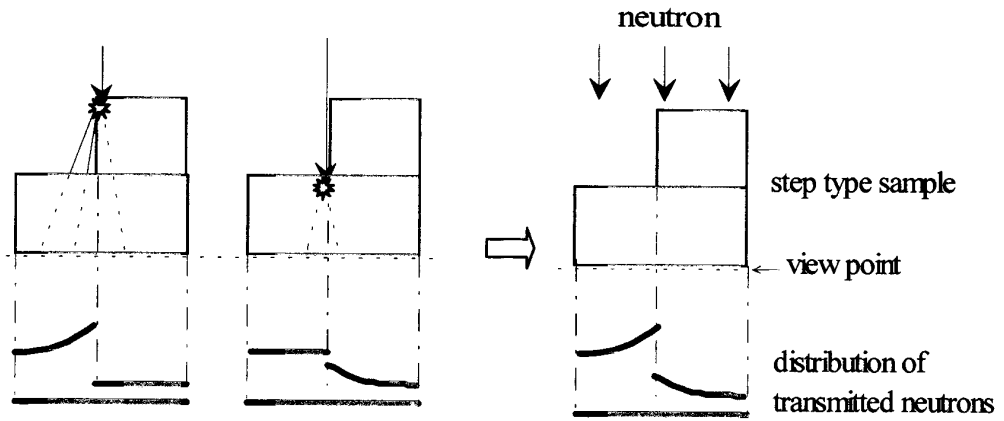 neutron
step type sample
view point
distribution of
transmitted neutrons